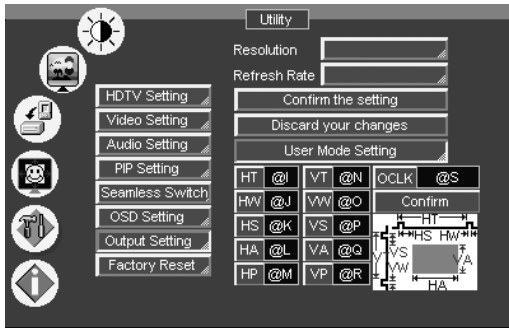 Utility
Resolution
Refresh Rate
HDTV Setting
Confirm the setting
Video Setting
Discard your changes
Audio Setting
User Mode Setting
PIP Setting
HT @I VT @N OCLK @S
Seamless Switch
HW @J VW @O Confirm
OSD Setting
HS @K VS @P
Output Setting
HA @L VA @Q
Factory Reset
HP @M VP @R
HT
HS HW
VT VS VA
VW
HA